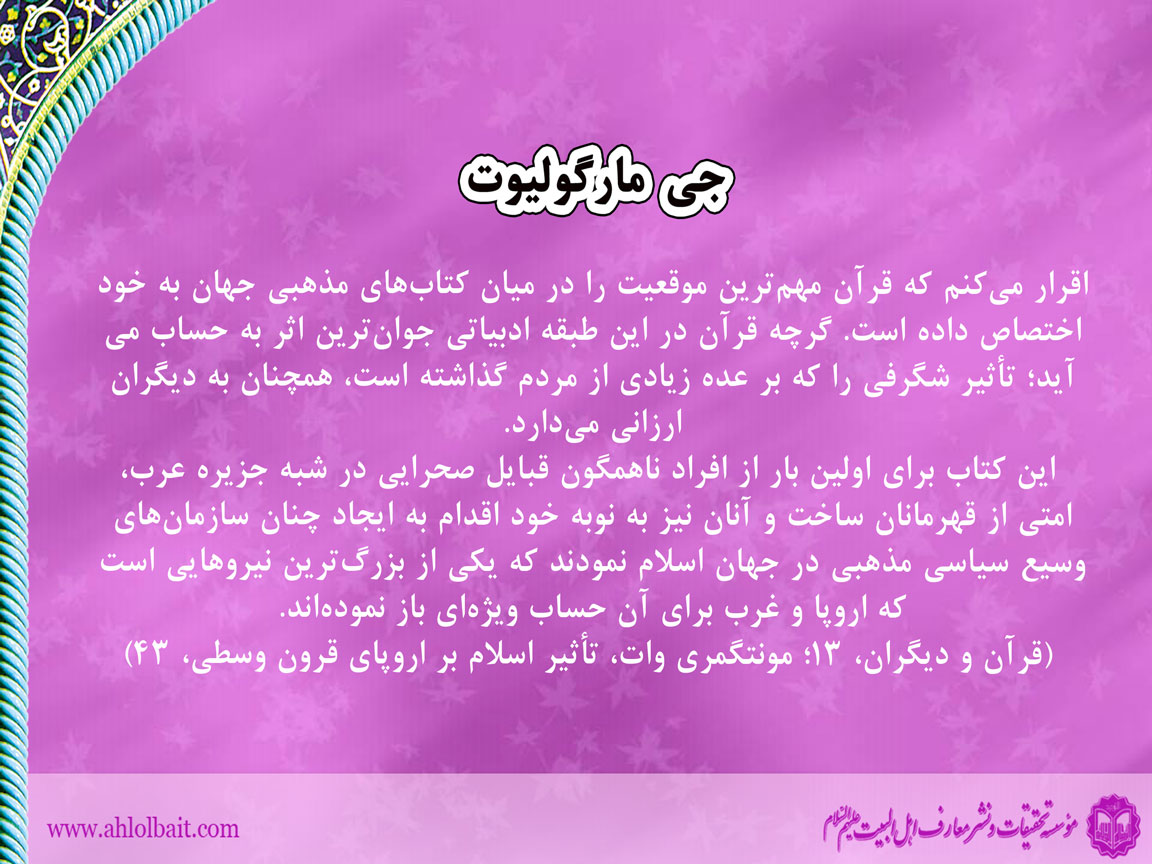 جی مارگولیوت
اقرار می‌کنم که قرآن مهم‌ترین موقعیت را در میان کتاب‌های مذهبی جهان به خود
اختصاص داده است. گرچه قرآن در این طبقه ادبیاتی جوان‌ترین اثر به حساب می
آید؛ تأثیر شگرفی را که بر عده زیادی از مردم گذاشته است، همچنان به دیگران
ارزانی می‌دارد.
این کتاب برای اولین بار از افراد ناهمگون قبایل صحرایی در شبه جزیره عرب،
امتی از قهرمانان ساخت و آنان نیز به نوبه خود اقدام به ایجاد چنان سازمان‌های
وسیع سیاسی مذهبی در جهان اسلام نمودند که یکی از بزرگ‌ترین نیروهایی است
که اروپا و غرب برای آن حساب ویژه‌ای باز نموده‌اند.
(قرآن و دیگران، ۱۳؛ مونتگمری وات، تأثیر اسلام بر اروپای قرون وسطی، ۴۳)
مؤسسه تحقیقات و نشر معارف اهل البیت علیهم السلام
www.ahlolbait.com